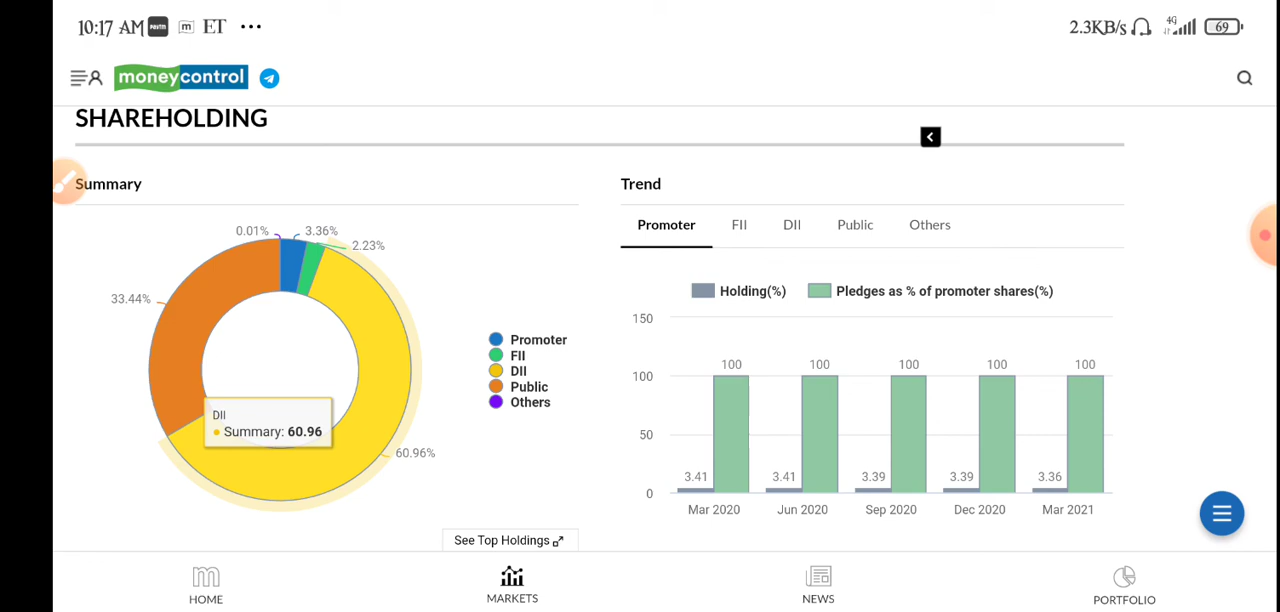 10:17 AM paytm m ET •••
2.3KB/s 4G 69
moneycontrol
SHAREHOLDING
Summary
0.01%
3.36%
2.23%
33.44%
60.96%
DII
Summary: 60.96
Promoter
FII
DII
Public
Others
See Top Holdings
Trend
Promoter FII DII Public Others
Holding(%) Pledges as % of promoter shares(%)
150
100
50
0
100 100 100 100 100
3.41 3.41 3.39 3.39 3.36
Mar 2020 Jun 2020 Sep 2020 Dec 2020 Mar 2021
HOME MARKETS NEWS PORTFOLIO